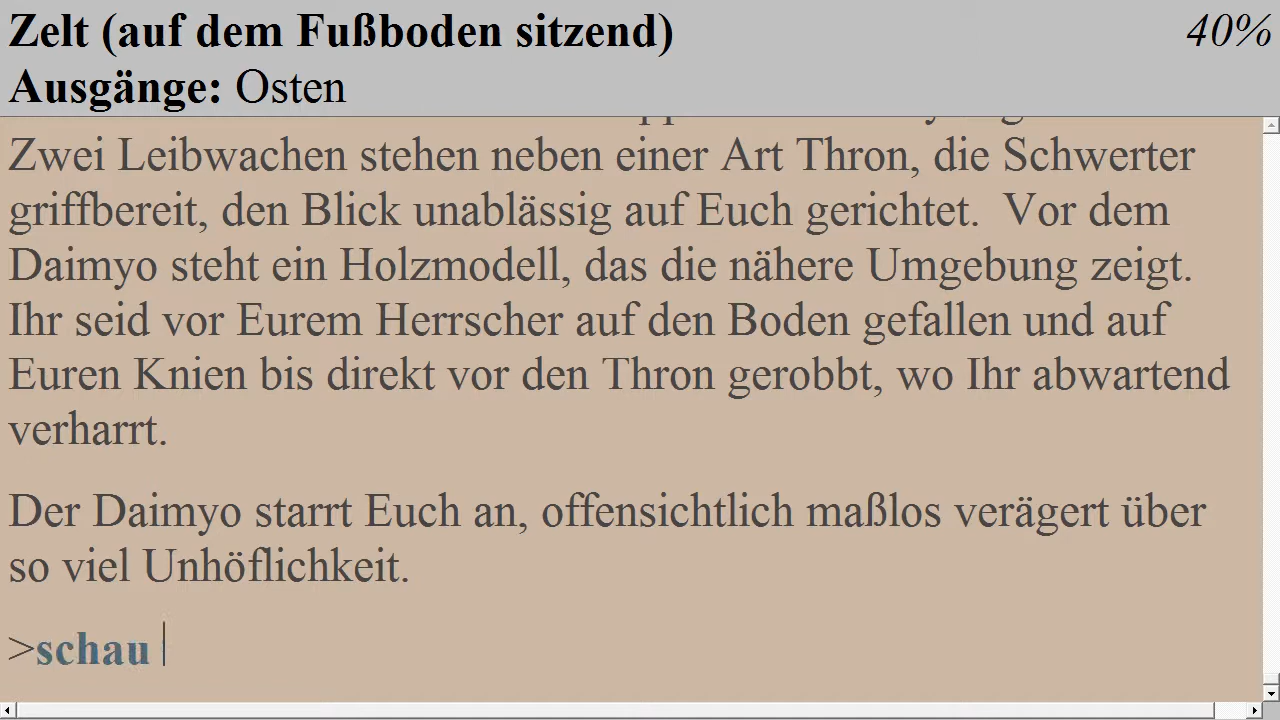 Zelt (auf dem Fußboden sitzend) 40%
Ausgänge: Osten
Zwei Leibwachen stehen neben einer Art Thron, die Schwerter
griffbereit, den Blick unablässig auf Euch gerichtet.  Vor dem
Daimyo steht ein Holzmodell, das die nähere Umgebung zeigt.
Ihr seid vor Eurem Herrscher auf den Boden gefallen und auf
Euren Knien bis direkt vor den Thron gerobbt, wo Ihr abwartend
verharrt.
Der Daimyo starrt Euch an, offensichtlich maßlos verägert über
so viel Unhöflichkeit.
>schau